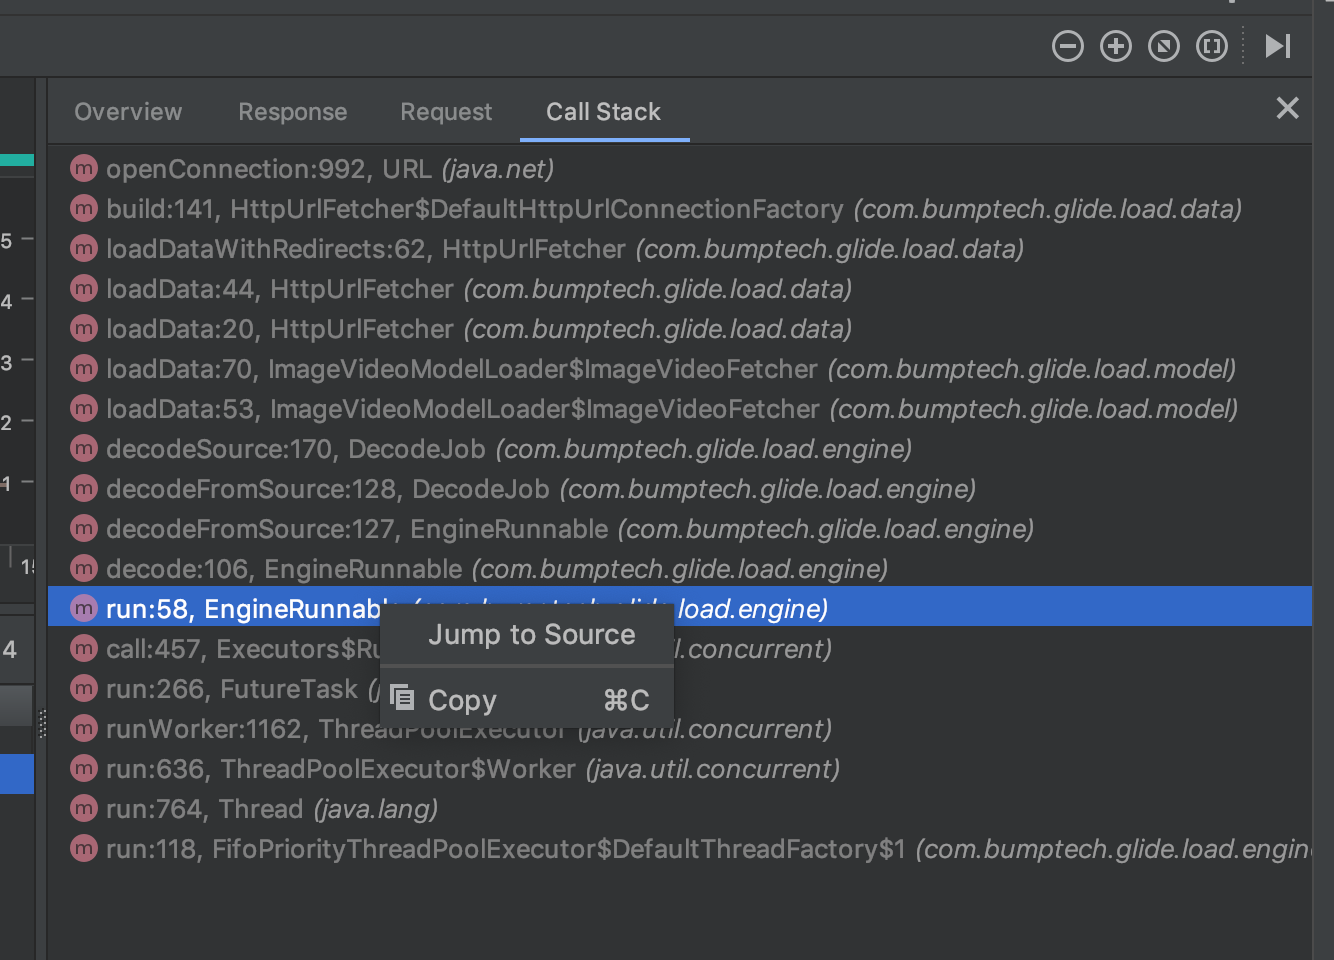 Overview Response Request Call Stack
m openConnection:992, URL (java.net)
m build:141, HttpUrlFetcher$DefaultHttpUrlConnectionFactory (com.bumptech.glide.load.data)
5 m loadDataWithRedirects:62, HttpUrlFetcher (com.bumptech.glide.load.data)
4 m loadData:44, HttpUrlFetcher (com.bumptech.glide.load.data)
m loadData:20, HttpUrlFetcher (com.bumptech.glide.load.data)
3 m loadData:70, ImageVideoModelLoader$ImageVideoFetcher (com.bumptech.glide.load.model)
2 m loadData:53, ImageVideoModelLoader$ImageVideoFetcher (com.bumptech.glide.load.model)
m decodeSource:170, DecodeJob (com.bumptech.glide.load.engine)
1 m decodeFromSource:128, DecodeJob (com.bumptech.glide.load.engine)
m decodeFromSource:127, EngineRunnable (com.bumptech.glide.load.engine)
15 m decode:106, EngineRunnable (com.bumptech.glide.load.engine)
m run:58, EngineRunnable (com.bumptech.glide.load.engine)
Jump to Source
4 m call:457, Executors$Ru l.concurrent)
m run:266, FutureTask (j
Copy ⌘C
m runWorker:1162, ThreadPoolExecutor (java.util.concurrent)
m run:636, ThreadPoolExecutor$Worker (java.util.concurrent)
m run:764, Thread (java.lang)
m run:118, FifoPriorityThreadPoolExecutor$DefaultThreadFactory$1 (com.bumptech.glide.load.engin